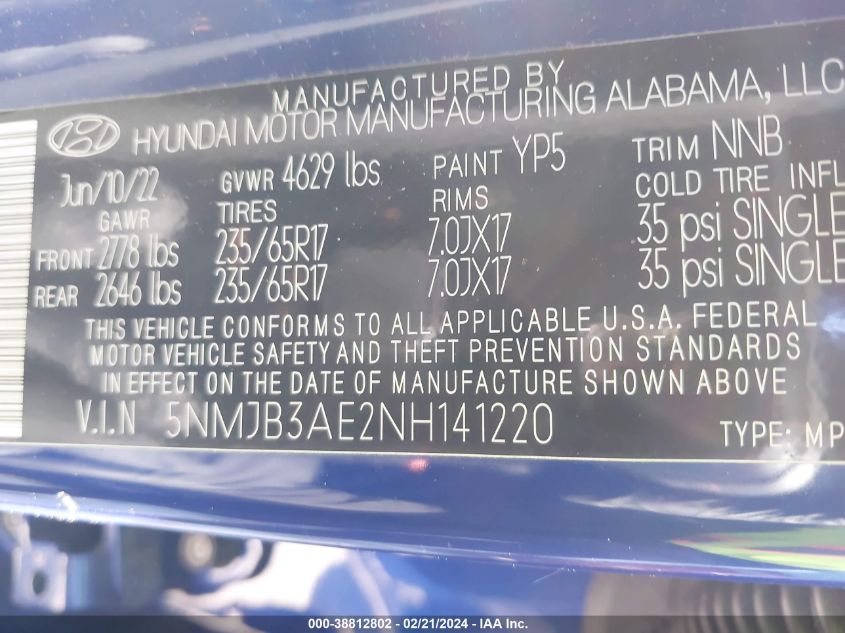 MANUFACTURED BY
HYUNDAI MOTOR MANUFACTURING ALABAMA, LLC
Jun/10/22 GVWR 4629 lbs PAINT YP5 TRIM NNB
GAWR TIRES RIMS COLD TIRE INFL
FRONT 2778 lbs 235/65R17 7.0JX17 35 psi SINGLE
REAR 2646 lbs 235/65R17 7.0JX17 35 psi SINGLE
THIS VEHICLE CONFORMS TO ALL APPLICABLE U.S.A. FEDERAL
MOTOR VEHICLE SAFETY AND THEFT PREVENTION STANDARDS
IN EFFECT ON THE DATE OF MANUFACTURE SHOWN ABOVE
V.I.N 5NMJB3AE2NH141220
TYPE: MP
000-38812802 - 02/21/2024 - IAA